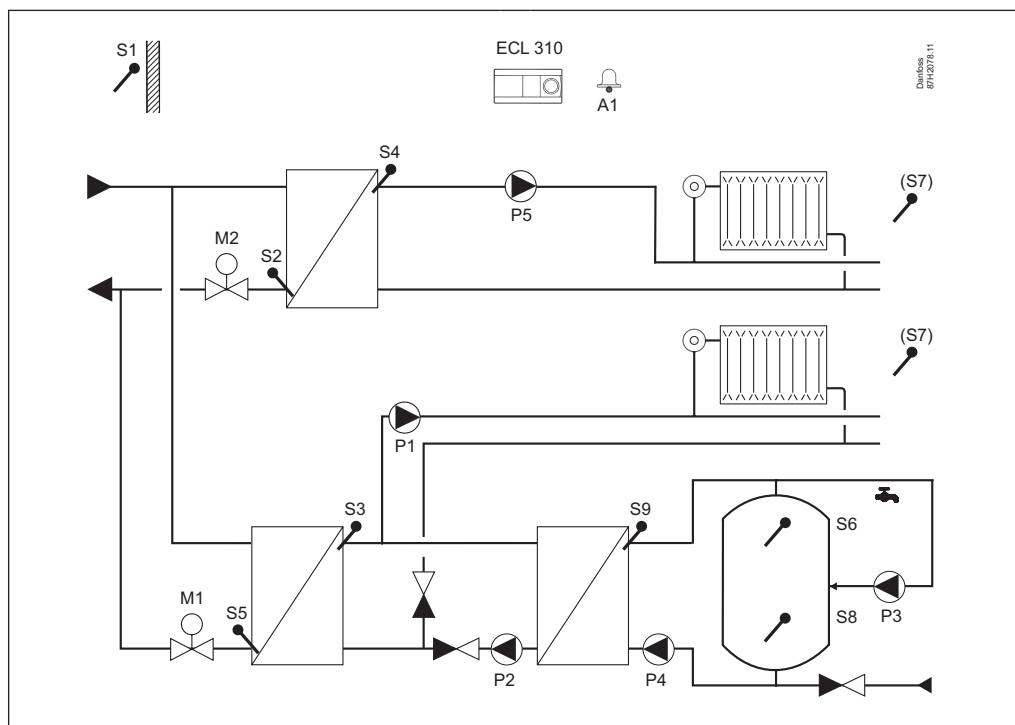 S1
ECL 310
A1
Danfoss
87H2078.11
S4
P5
(S7)
M2
S2
(S7)
P1
S3
S9
S6
M1
S5
P3
S8
P2
P4